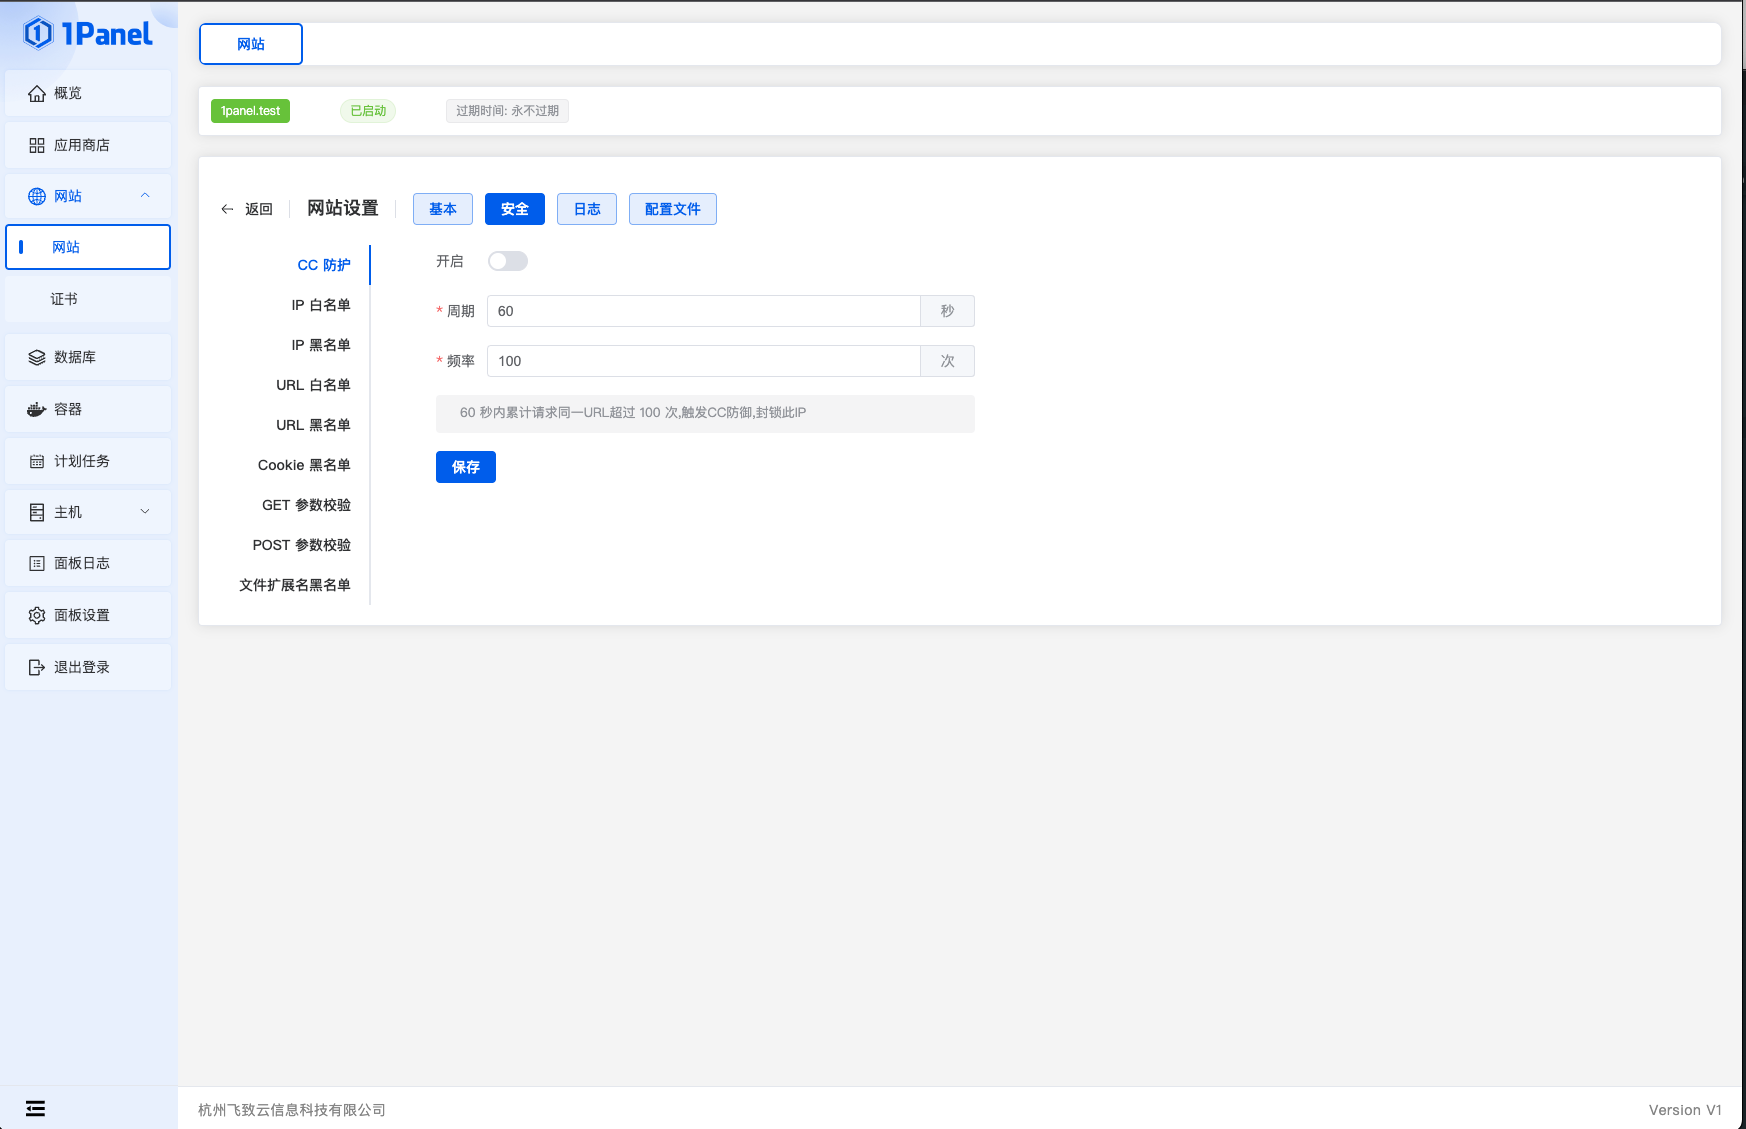 1Panel
概览
应用商店
网站
网站
证书
数据库
容器
计划任务
主机
面板日志
面板设置
退出登录
网站
1panel.test
已启动
过期时间: 永不过期
返回
网站设置
基本
安全
日志
配置文件
CC 防护
IP 白名单
IP 黑名单
URL 白名单
URL 黑名单
Cookie 黑名单
GET 参数校验
POST 参数校验
文件扩展名黑名单
开启
* 周期 60 秒
* 频率 100 次
60 秒内累计请求同一URL超过 100 次,触发CC防御,封锁此IP
保存
杭州飞致云信息科技有限公司
Version V1